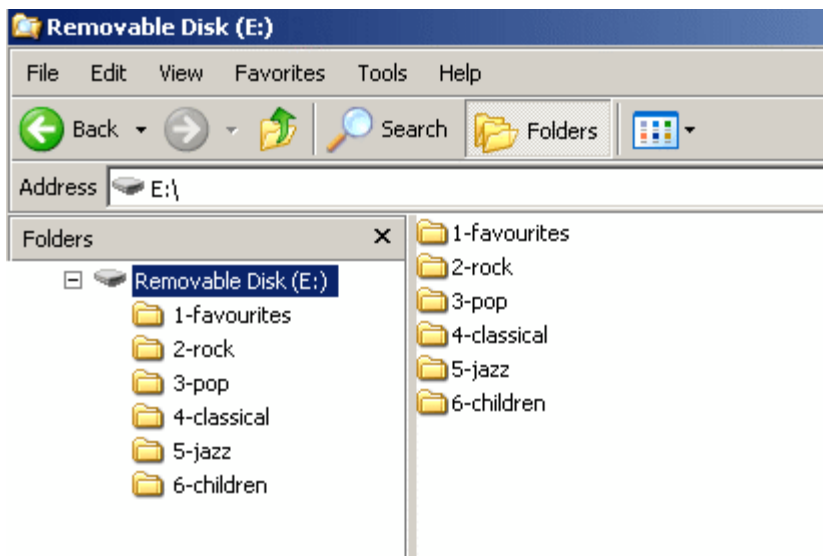 Removable Disk (E:)
File Edit View Favorites Tools Help
Back Search Folders
Address E:\
Folders
Removable Disk (E:)
1-favourites
2-rock
3-pop
4-classical
5-jazz
6-children
1-favourites
2-rock
3-pop
4-classical
5-jazz
6-children